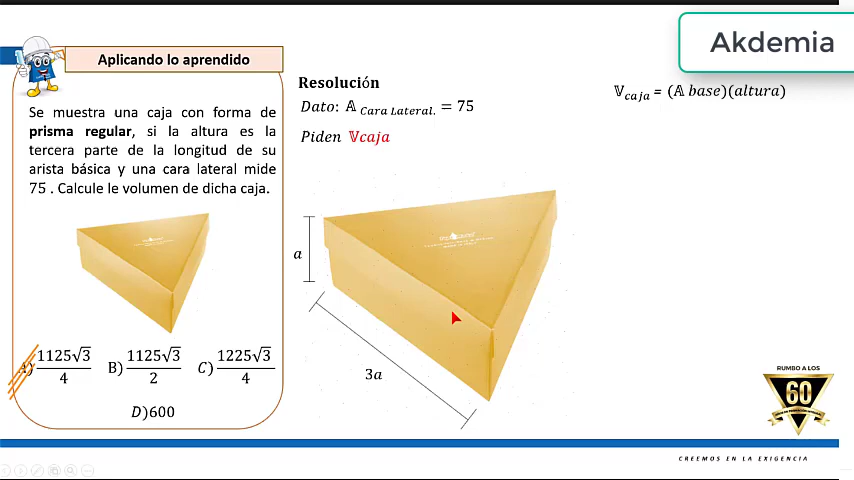 Akdemia
Aplicando lo aprendido
Se muestra una caja con forma de
prisma regular, si la altura es la
tercera parte de la longitud de su
arista básica y una cara lateral mide
75 . Calcule le volumen de dicha caja.
A) 1125√3/4 B) 1125√3/2 C) 1225√3/4
D)600
Resolución
Dato: 𝔸 Cara Lateral. = 75
Piden 𝕍caja
a
3a
𝕍caja = (𝔸 base)(altura)
RUMBO A LOS
60
CREEMOS EN LA EXIGENCIA